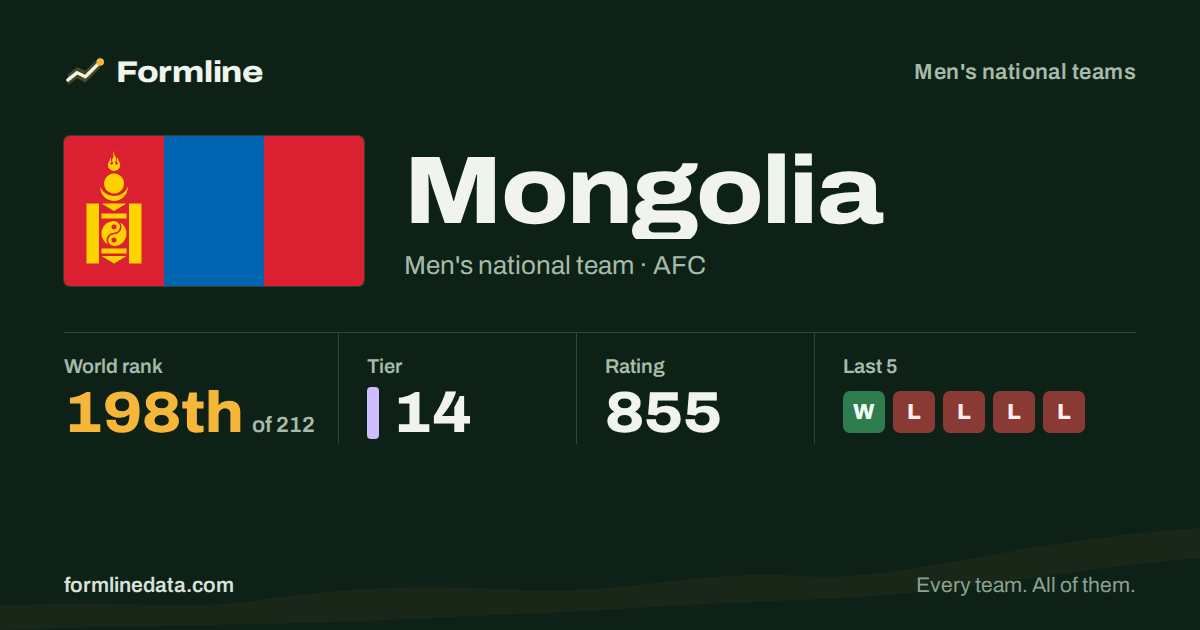 Formline
Men's national teams
Mongolia
Men's national team · AFC
World rank
198th of 212
Tier
14
Rating
855
Last 5
W L L L L
formlinedata.com
Every team. All of them.